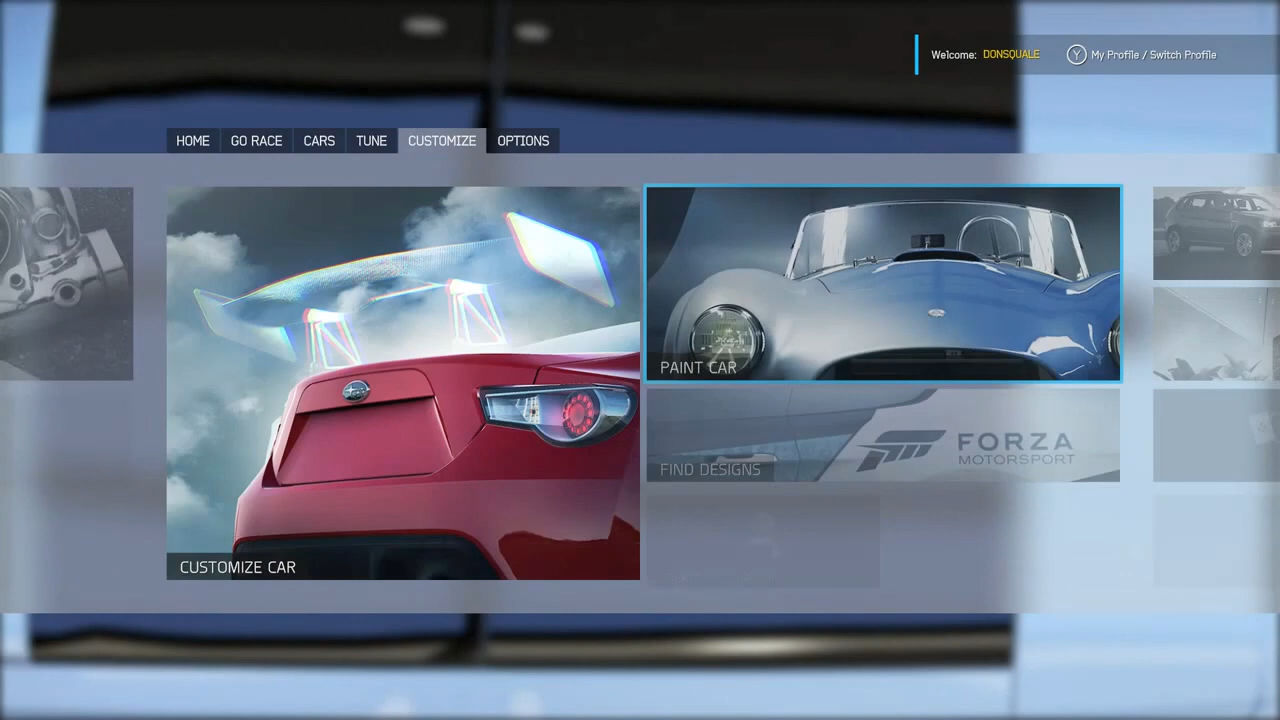 Welcome: DONSQUALE Y My Profile / Switch Profile
HOME GO RACE CARS TUNE CUSTOMIZE OPTIONS
PAINT CAR
FORZA
MOTORSPORT
FIND DESIGNS
CUSTOMIZE CAR